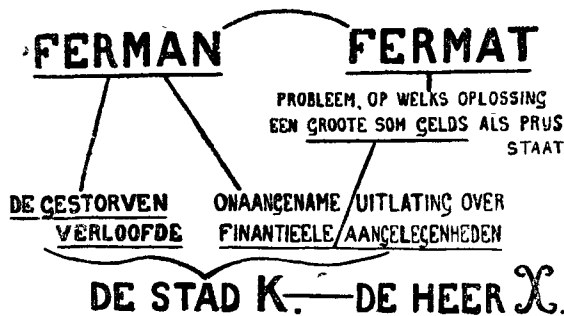 FERMAN FERMAT
PROBLEEM, OP WELKS OPLOSSING
EEN GROOTE SOM GELDS ALS PRIJS
STAAT
DE GESTORVEN
VERLOOFDE
ONAANGENAME UITLATING OVER
FINANTIEELE AANGELEGENHEDEN
DE STAD K. DE HEER X.